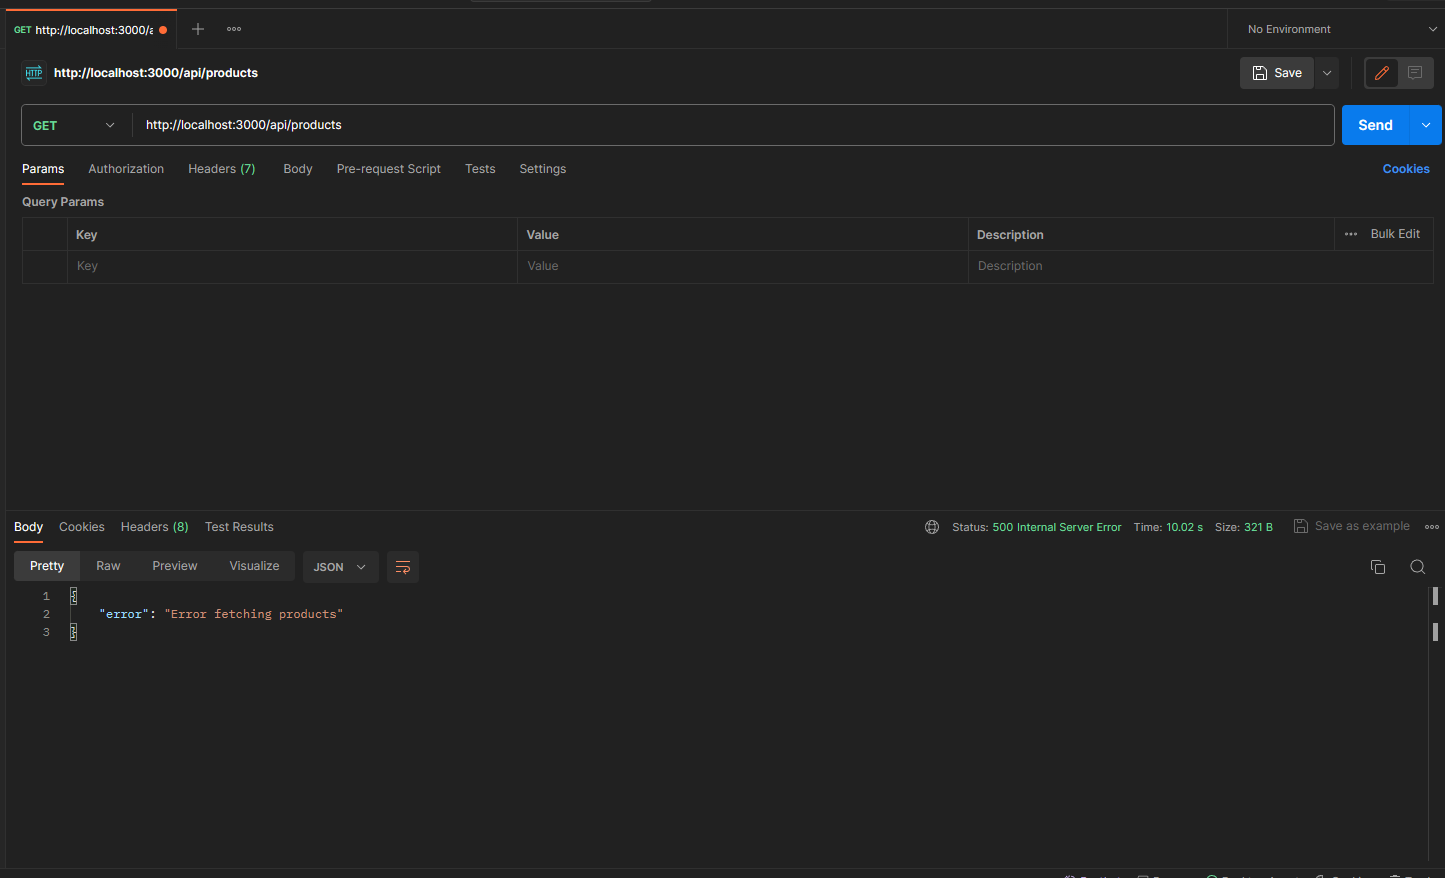 GET http://localhost:3000/a
No Environment
HTTP http://localhost:3000/api/products
Save
GET http://localhost:3000/api/products
Send
Params Authorization Headers (7) Body Pre-request Script Tests Settings Cookies
Query Params
Key Value Description Bulk Edit
Key Value Description
Body Cookies Headers (8) Test Results Status: 500 Internal Server Error Time: 10.02 s Size: 321 B Save as example
Pretty Raw Preview Visualize JSON
1 {
2 "error": "Error fetching products"
3 }